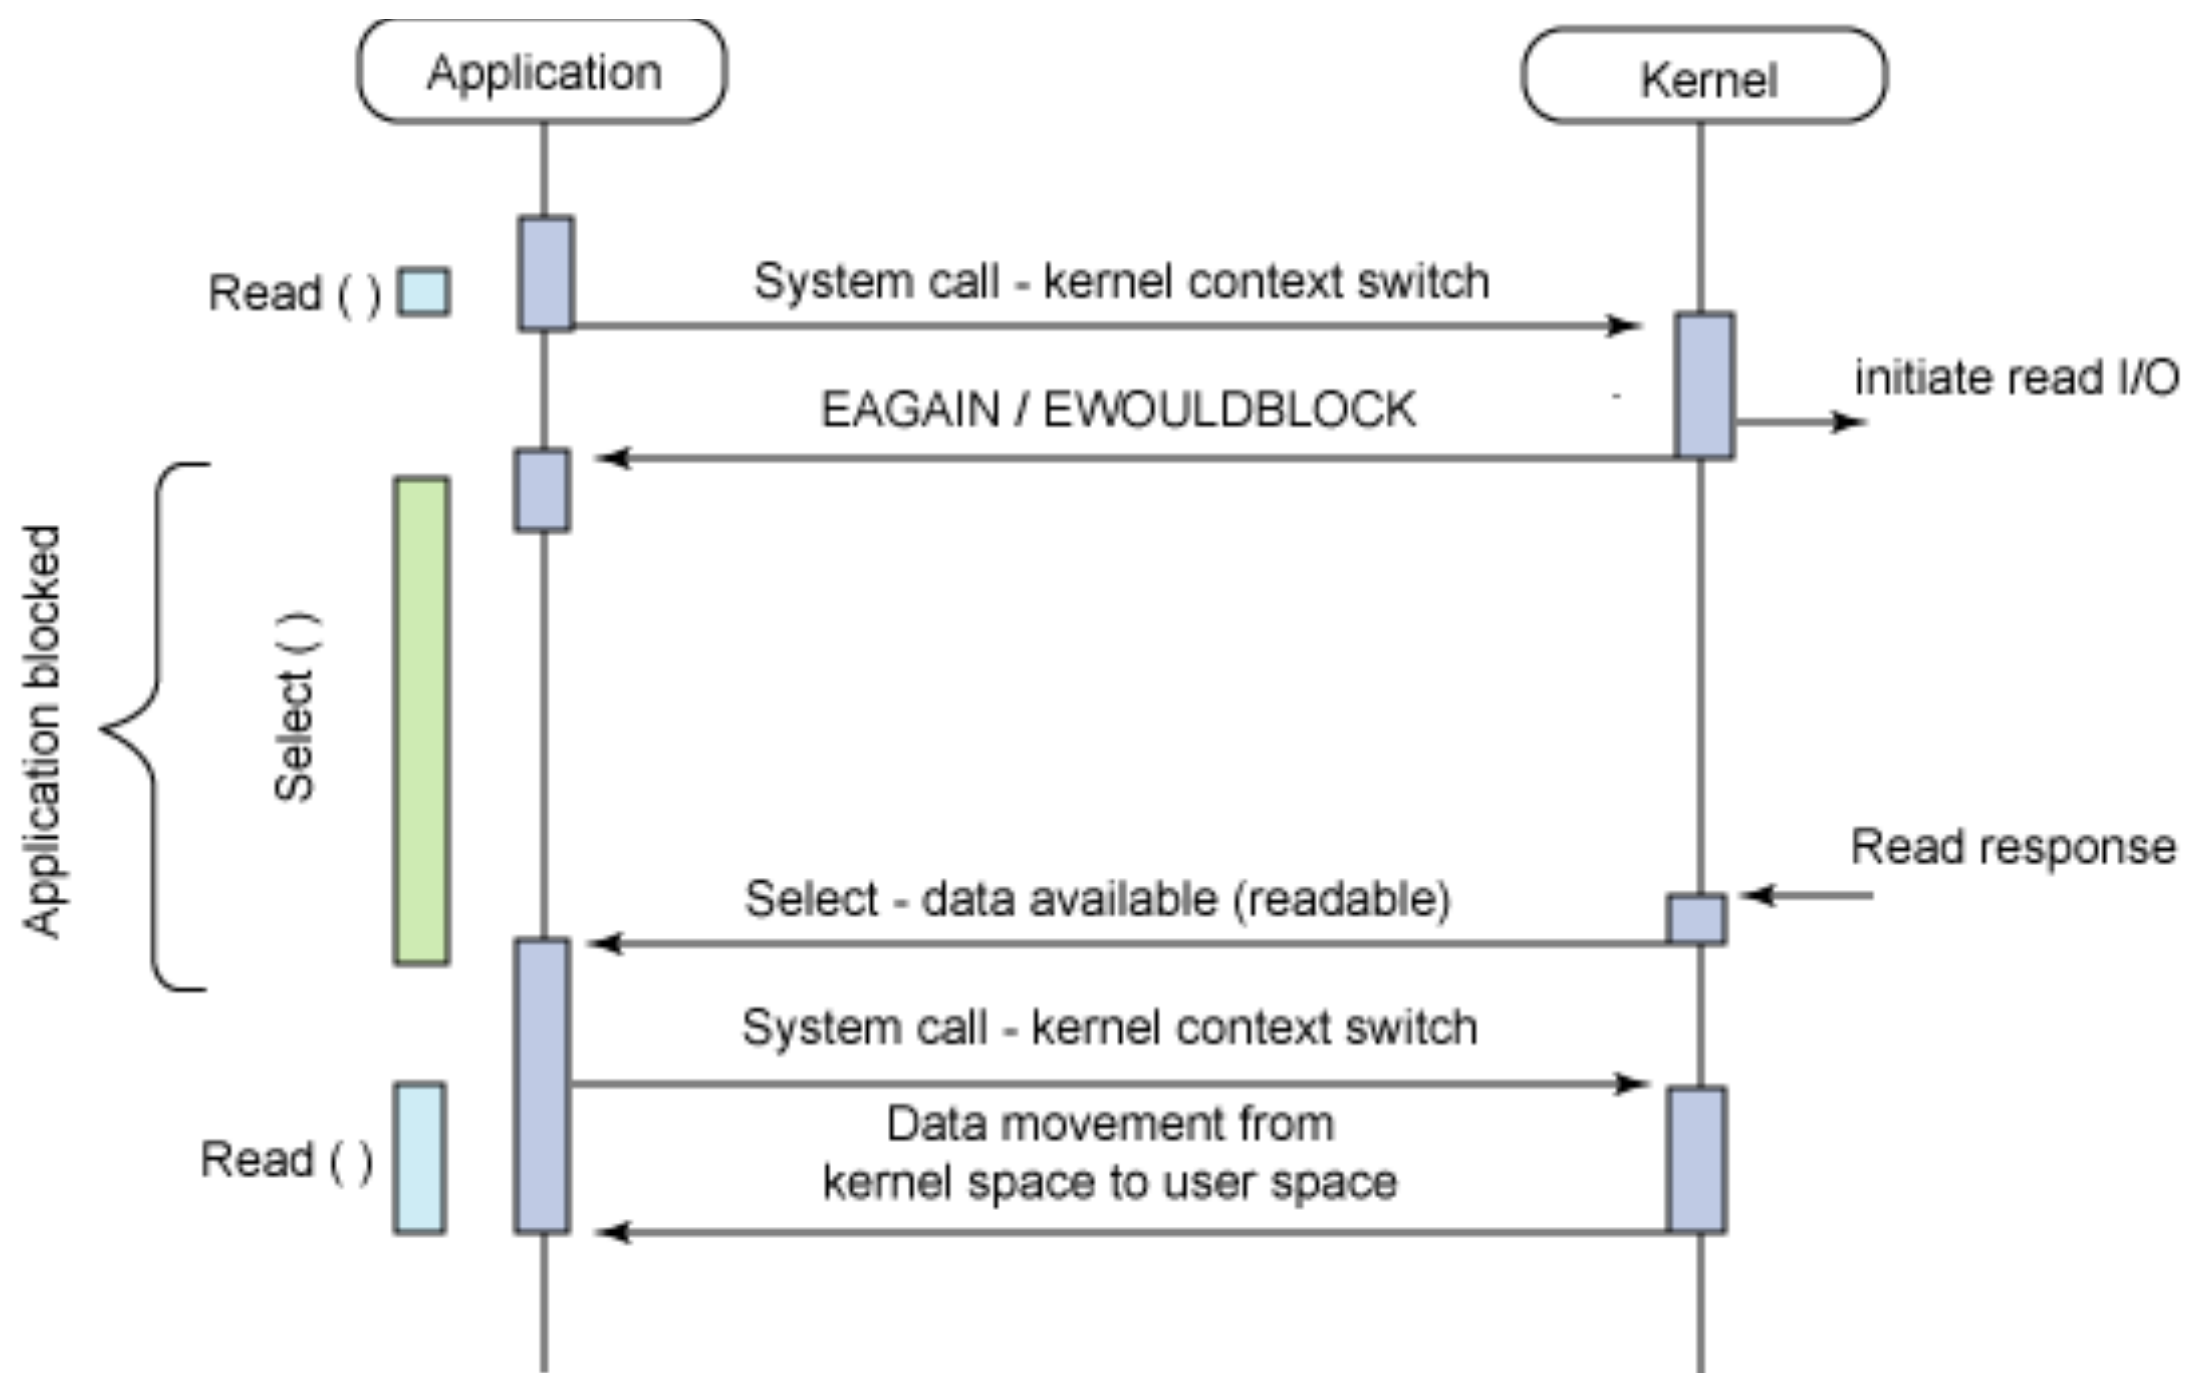 Application
Kernel
Read ( )
System call - kernel context switch
initiate read I/O
EAGAIN / EWOULDBLOCK
Application blocked
Select ( )
Read response
Select - data available (readable)
System call - kernel context switch
Read ( )
Data movement from
kernel space to user space